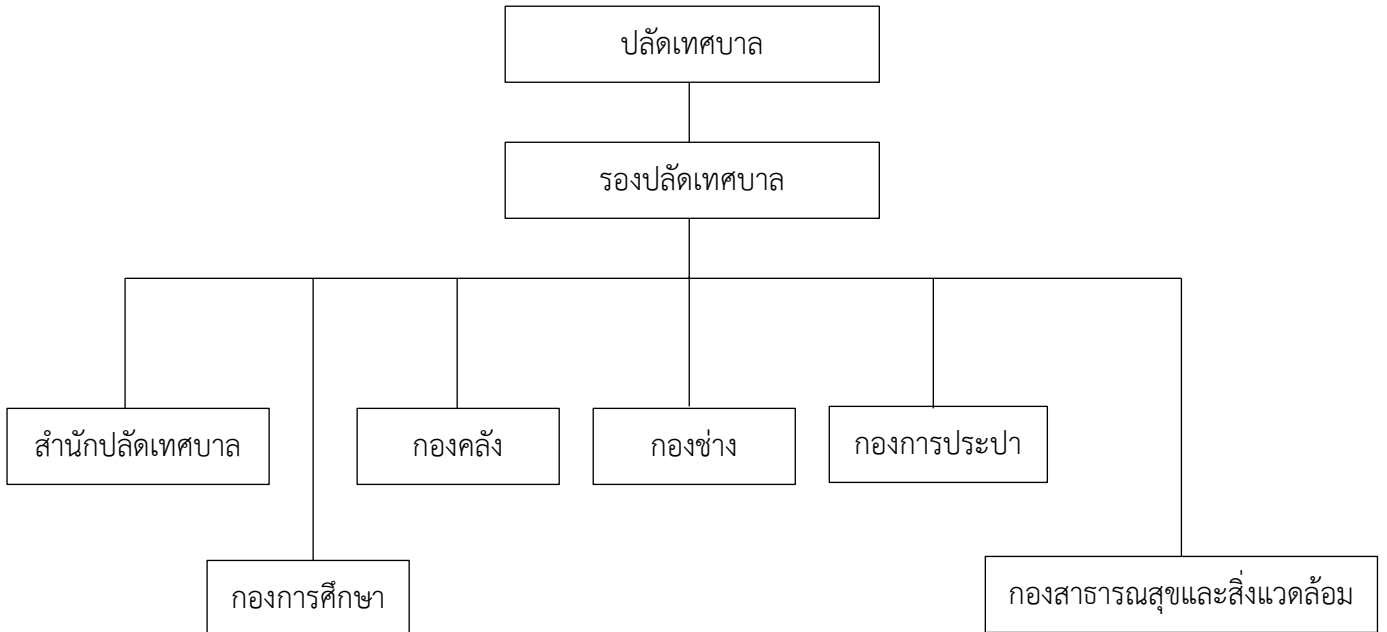 ปลัดเทศบาล
รองปลัดเทศบาล
สำนักปลัดเทศบาล
กองคลัง
กองช่าง
กองการประปา
กองการศึกษา
กองสาธารณสุขและสิ่งแวดล้อม